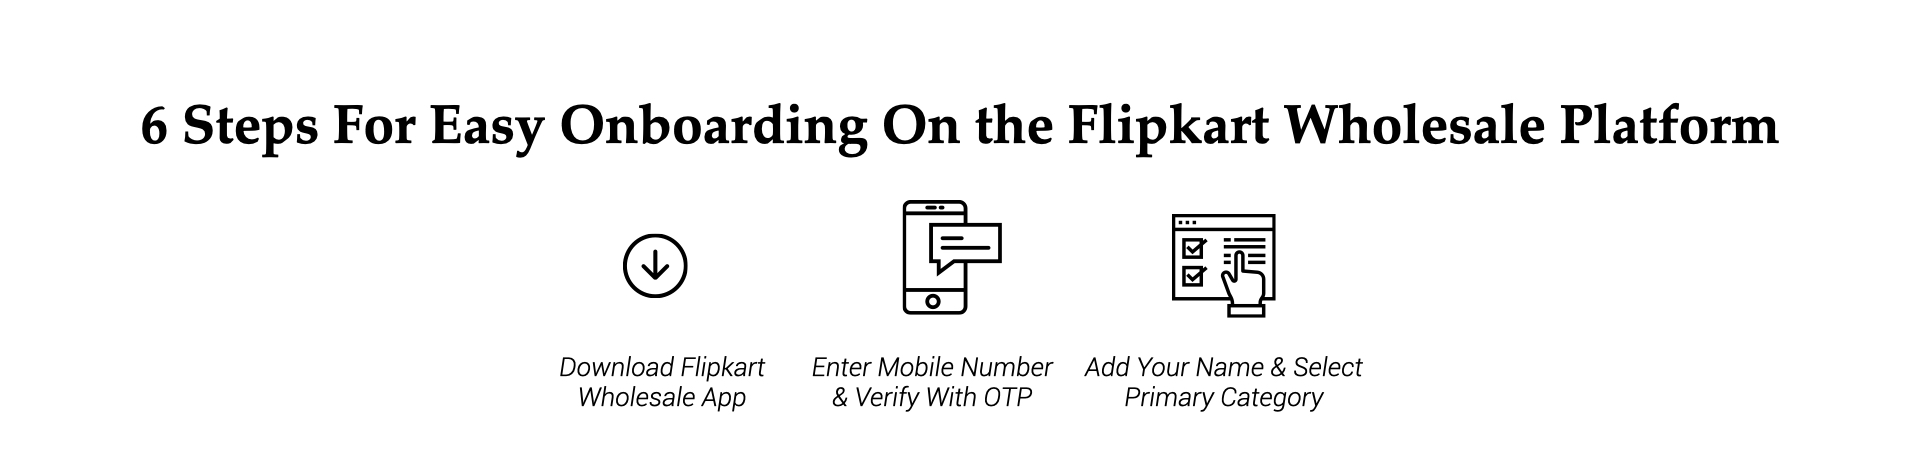 6 Steps For Easy Onboarding On the Flipkart Wholesale Platform
Download Flipkart
Wholesale App
Enter Mobile Number
& Verify With OTP
Add Your Name & Select
Primary Category